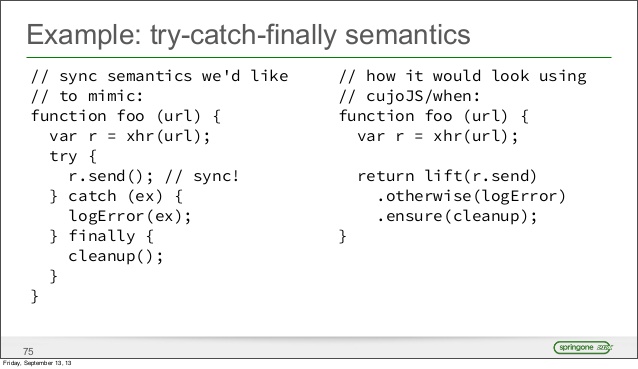 Example: try-catch-finally semantics
// sync semantics we'd like
// to mimic:
function foo (url) {
  var r = xhr(url);
  try {
    r.send(); // sync!
  } catch (ex) {
    logError(ex);
  } finally {
    cleanup();
  }
}
// how it would look using
// cujoJS/when:
function foo (url) {
  var r = xhr(url);

  return lift(r.send)
    .otherwise(logError)
    .ensure(cleanup);
}
75
springone 2GX
Friday, September 13, 13